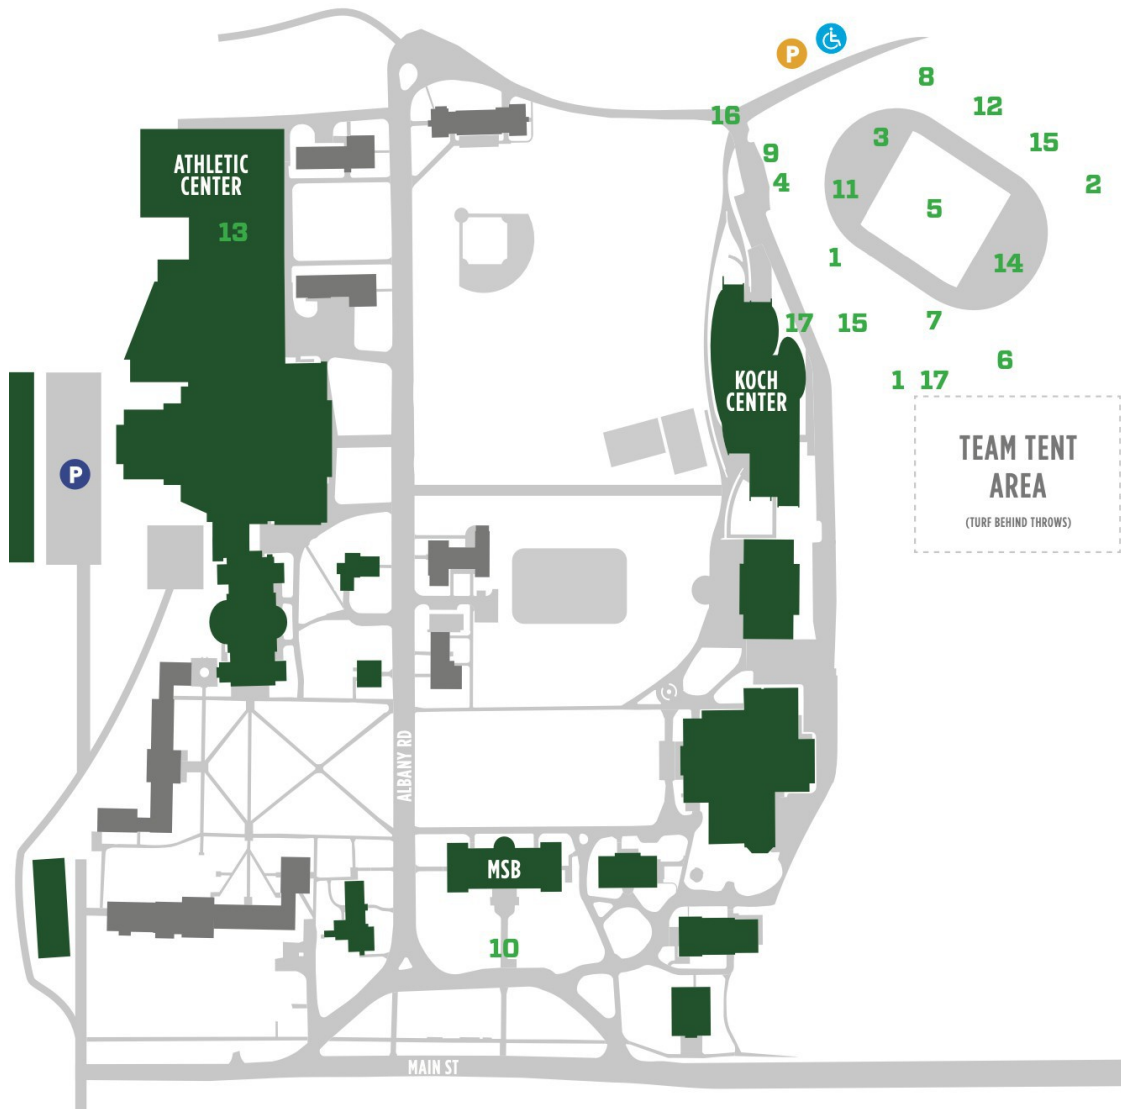 P
8
12
16
3
15
9
ATHLETIC
CENTER
4
11
2
5
13
1
14
17
15
7
6
KOCH
CENTER
1
17
TEAM TENT
AREA
(TURF BEHIND THROWS)
P
ALBANY RD
MSB
10
MAIN ST